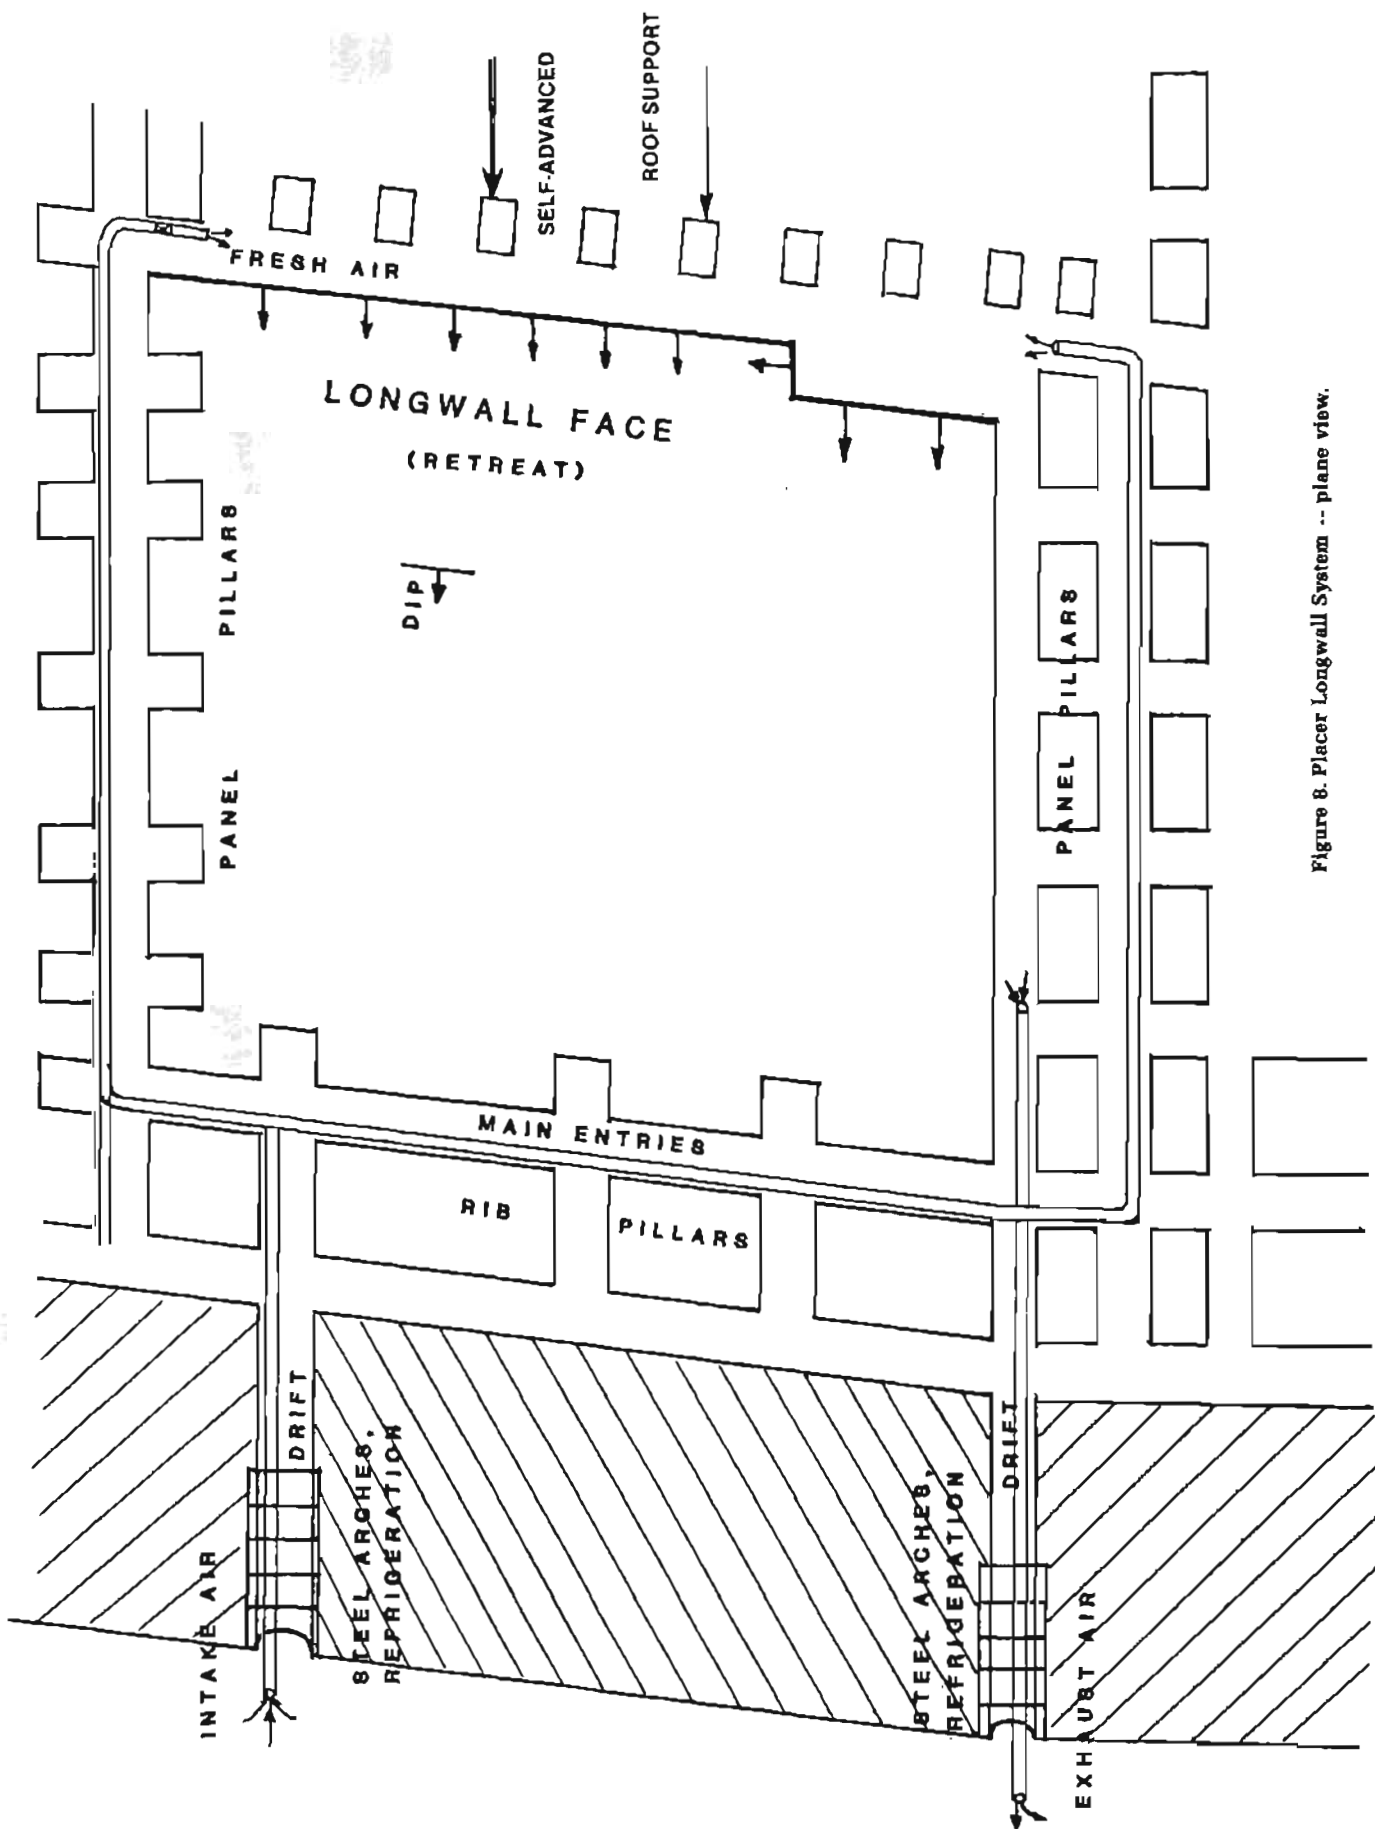 SELF-ADVANCED
ROOF SUPPORT
FRESH AIR
LONGWALL FACE
(RETREAT)
DIP
PANEL PILLARS
PANEL PILLARS
MAIN ENTRIES
RIB PILLARS
DRIFT
STEEL ARCHES,
REFRIGERATION
INTAKE AIR
DRIFT
STEEL ARCHES,
REFRIGERATION
EXHAUST AIR
Figure 8. Placer Longwall System -- plane view.